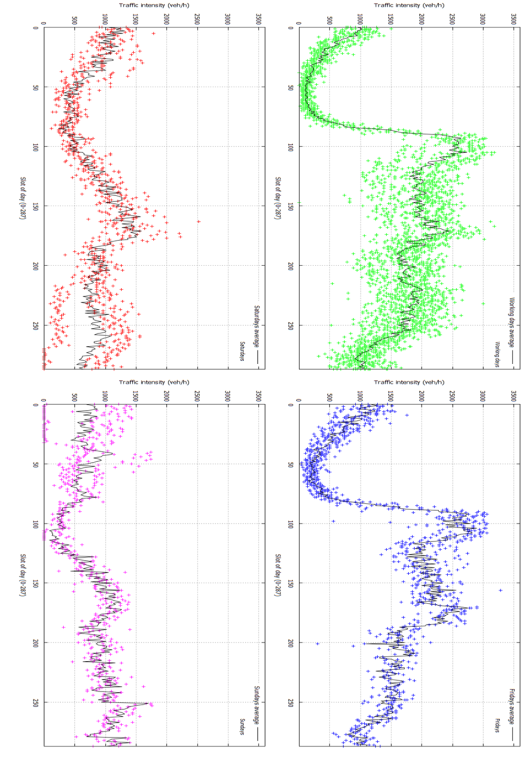 Traffic intensity (veh/h)
0 500 1000 1500 2000 2500 3000 3500
0
50
100
150
200
250
Slot of day [0-287]
Working days average
Working days
Traffic intensity (veh/h)
0 500 1000 1500 2000 2500 3000 3500
0
50
100
150
200
250
Slot of day [0-287]
Fridays average
Fridays
Traffic intensity (veh/h)
0 500 1000 1500 2000 2500 3000 3500
0
50
100
150
200
250
Slot of day [0-287]
Saturdays average
Saturdays
Traffic intensity (veh/h)
0 500 1000 1500 2000 2500 3000 3500
0
50
100
150
200
250
Slot of day [0-287]
Sundays average
Sundays